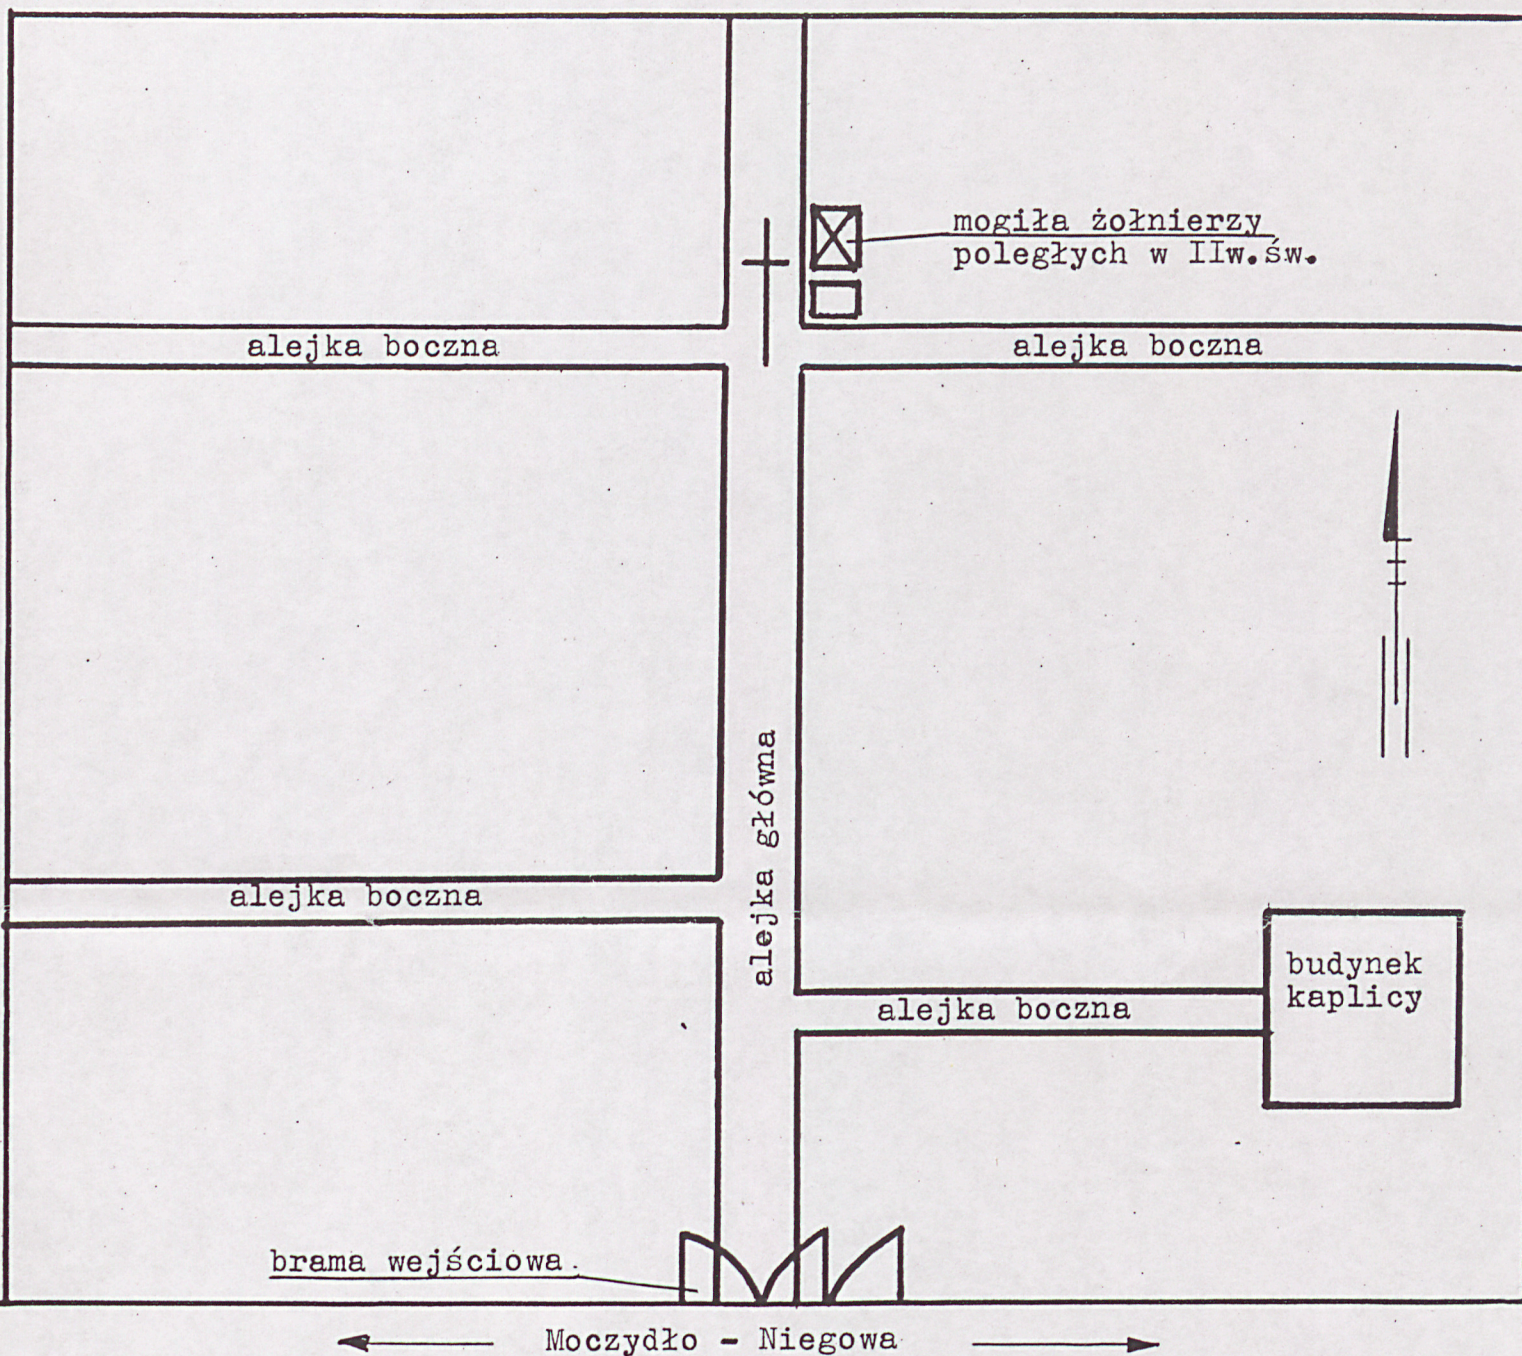 mogiła żołnierzy
poległych w IIw.św.
alejka boczna
alejka boczna
alejka główna
alejka boczna
budynek
kaplicy
alejka boczna
brama wejściowa
Moczydło - Niegowa